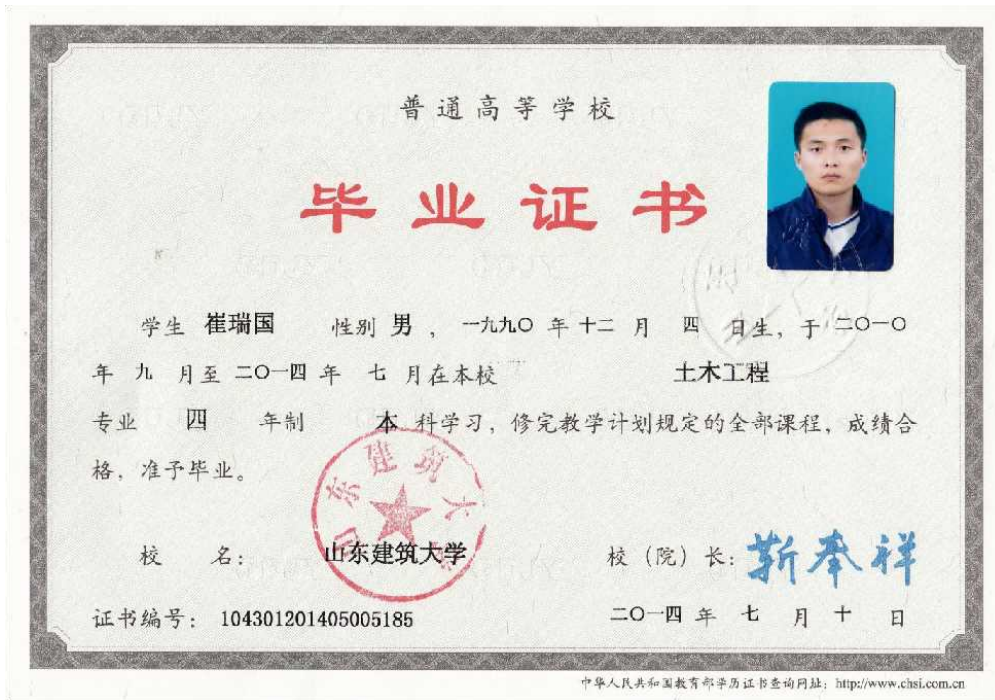 普通高等学校
毕业证书
学生 崔瑞国 性别 男 ，一九九〇 年 十二 月 四 日生，于 二〇一〇
年 九 月至 二〇一四 年 七 月在本校 土木工程
专业 四 年制 本 科学习，修完教学计划规定的全部课程，成绩合
格，准予毕业。
山东建筑大学
校 名： 山东建筑大学 校（院）长：靳奉祥
证书编号： 104301201405005185 二〇一四 年 七 月 十 日
中华人民共和国教育部学历证书查询网址：http://www.chsi.com.cn